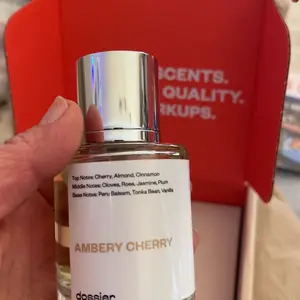 SCENTS.
QUALITY.
RKUPS.
Top Notes: Cherry, Almond, Cinnamon
Middle Notes: Cloves, Rose, Jasmine, Plum
Base Notes: Peru Balsam, Tonka Bean, Vanilla
AMBERY CHERRY
dossier